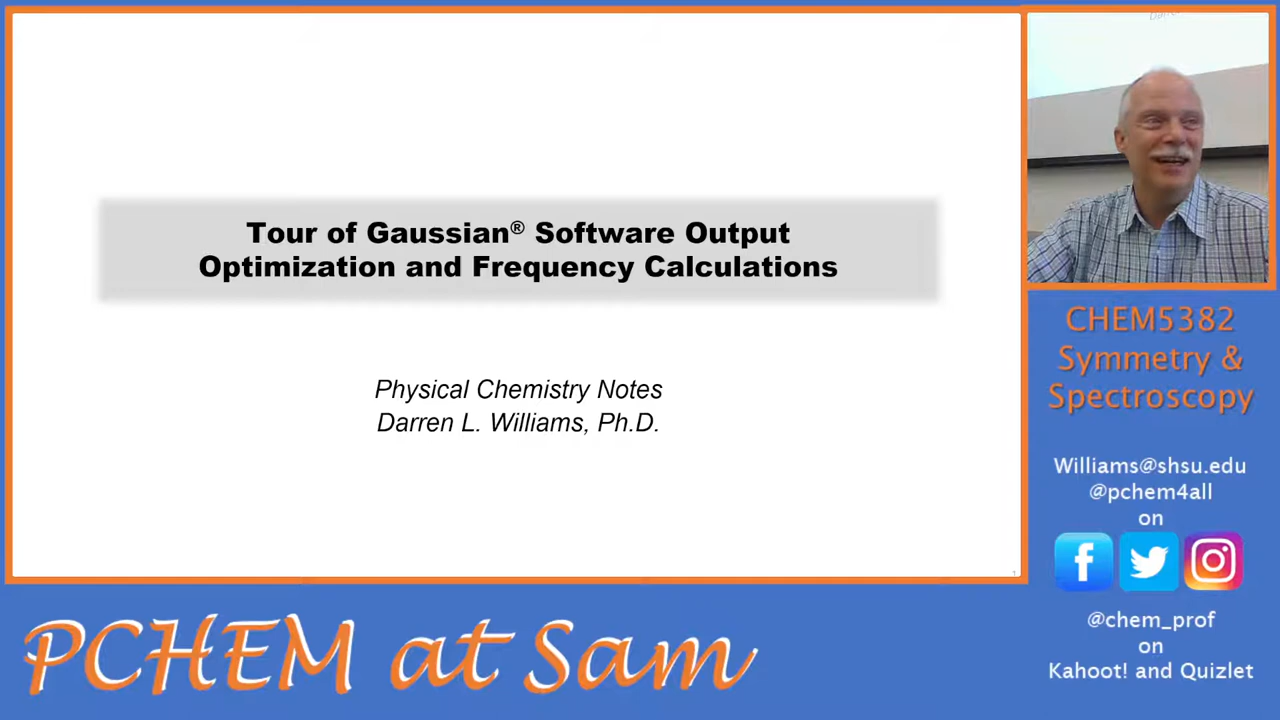 Tour of Gaussian® Software Output
Optimization and Frequency Calculations
Physical Chemistry Notes
Darren L. Williams, Ph.D.
1
CHEM5382
Symmetry &
Spectroscopy
Williams@shsu.edu
@pchem4all
on
@chem_prof
on
Kahoot! and Quizlet
PCHEM at Sam